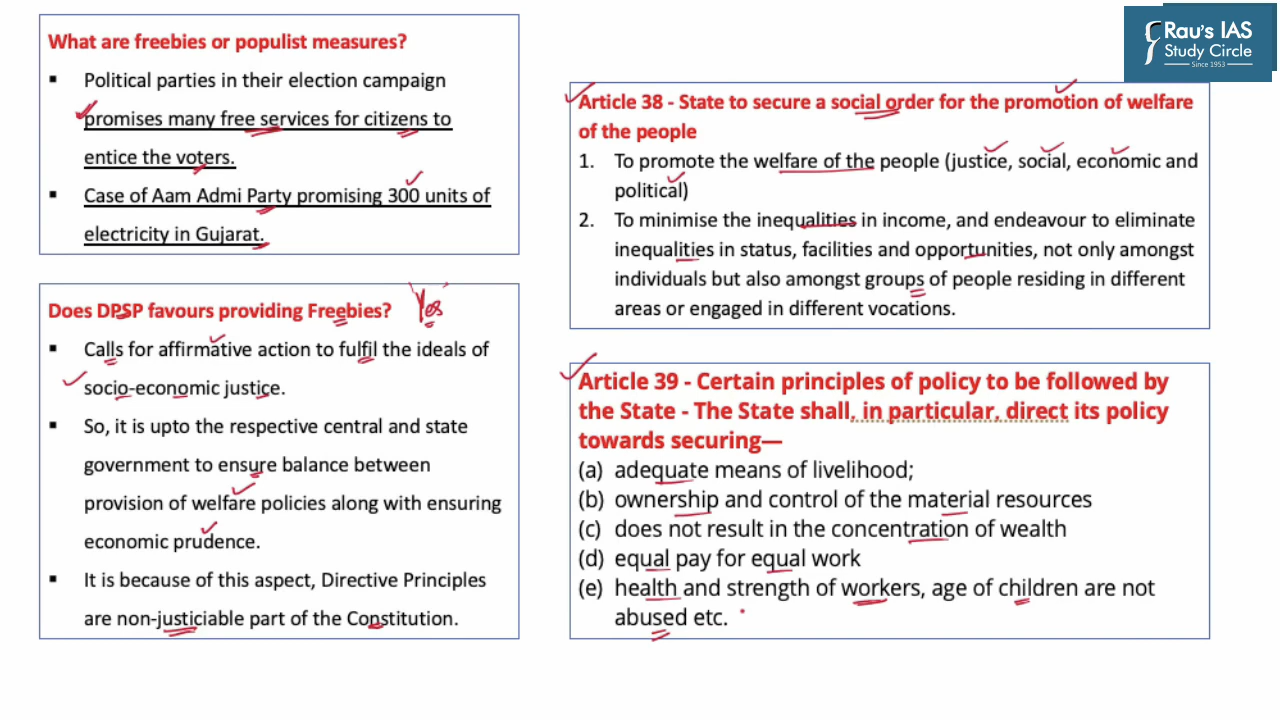 Rau's IAS
Study Circle
Since 1953
What are freebies or populist measures?
▪ Political parties in their election campaign
promises many free services for citizens to
entice the voters.
▪ Case of Aam Admi Party promising 300 units of
electricity in Gujarat.
Does DPSP favours providing Freebies? Yes
▪ Calls for affirmative action to fulfil the ideals of
socio-economic justice.
▪ So, it is upto the respective central and state
government to ensure balance between
provision of welfare policies along with ensuring
economic prudence.
▪ It is because of this aspect, Directive Principles
are non-justiciable part of the Constitution.
Article 38 - State to secure a social order for the promotion of welfare
of the people
1. To promote the welfare of the people (justice, social, economic and
political)
2. To minimise the inequalities in income, and endeavour to eliminate
inequalities in status, facilities and opportunities, not only amongst
individuals but also amongst groups of people residing in different
areas or engaged in different vocations.
Article 39 - Certain principles of policy to be followed by
the State - The State shall, in particular, direct its policy
towards securing—
(a) adequate means of livelihood;
(b) ownership and control of the material resources
(c) does not result in the concentration of wealth
(d) equal pay for equal work
(e) health and strength of workers, age of children are not
abused etc.